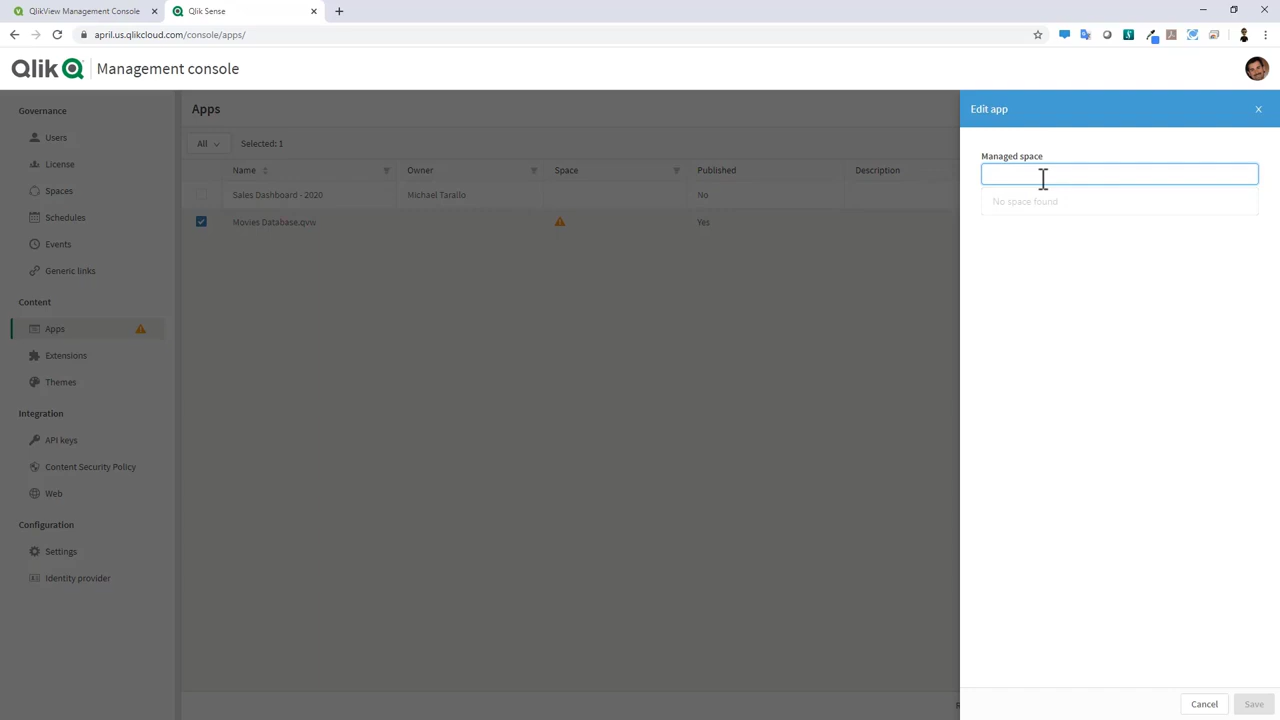 QlikView Management Console
Qlik Sense
april.us.qlikcloud.com/console/apps/
Qlik
Management console
Governance
Users
License
Spaces
Schedules
Events
Generic links
Content
Apps
Extensions
Themes
Integration
API keys
Content Security Policy
Web
Configuration
Settings
Identity provider
Apps
All
Selected: 1
Name
Owner
Space
Published
Description
Sales Dashboard - 2020
Michael Tarallo
No
Movies Database.qvw
Yes
Edit app
Managed space
No space found
Cancel
Save